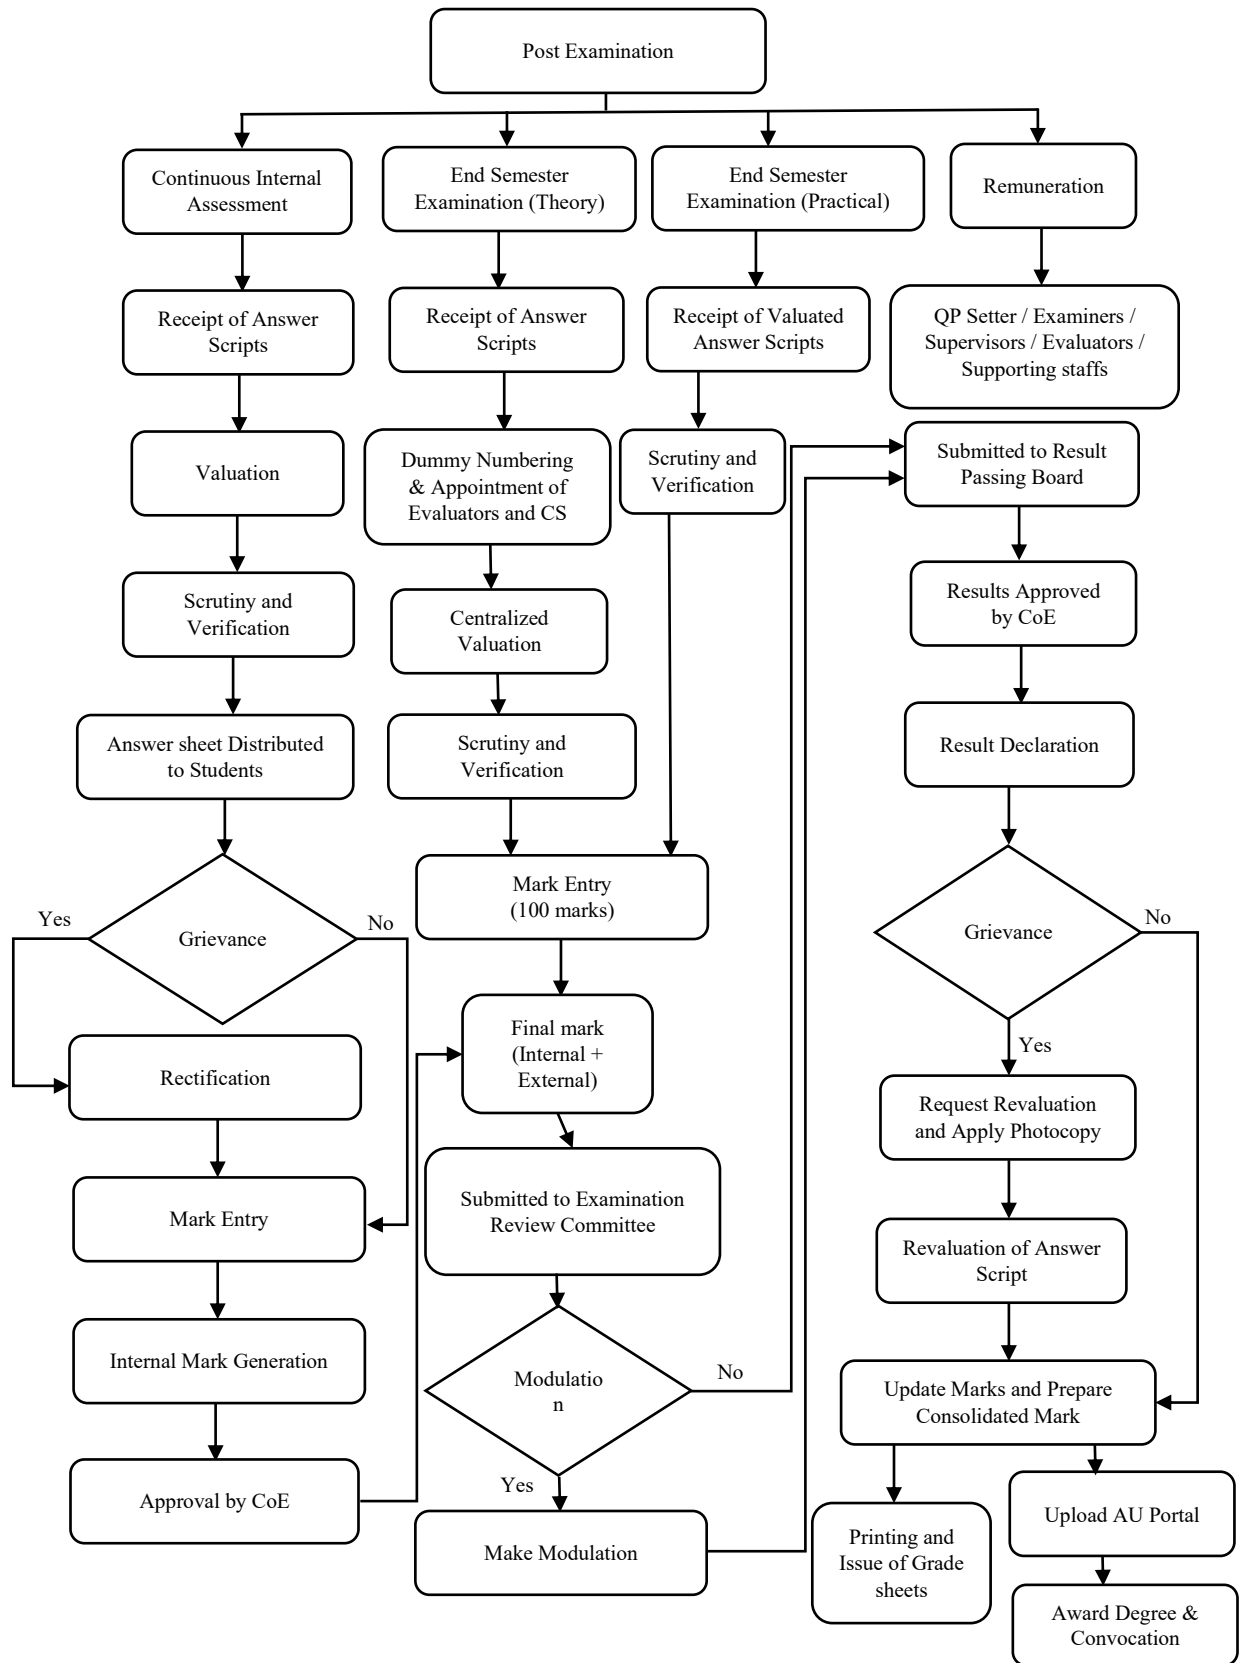 Post Examination
Continuous Internal
Assessment
End Semester
Examination (Theory)
End Semester
Examination (Practical)
Remuneration
Receipt of Answer
Scripts
Receipt of Answer
Scripts
Receipt of Valuated
Answer Scripts
QP Setter / Examiners /
Supervisors / Evaluators /
Supporting staffs
Valuation
Dummy Numbering
& Appointment of
Evaluators and CS
Scrutiny and
Verification
Submitted to Result
Passing Board
Scrutiny and
Verification
Centralized
Valuation
Results Approved
by CoE
Answer sheet Distributed
to Students
Scrutiny and
Verification
Result Declaration
Yes
Grievance
No
Mark Entry
(100 marks)
Grievance
No
Yes
Rectification
Final mark
(Internal +
External)
Request Revaluation
and Apply Photocopy
Mark Entry
Submitted to Examination
Review Committee
Revaluation of Answer
Script
Internal Mark Generation
Modulatio
n
No
Yes
Update Marks and Prepare
Consolidated Mark
Approval by CoE
Make Modulation
Printing and
Issue of Grade
sheets
Upload AU Portal
Award Degree &
Convocation